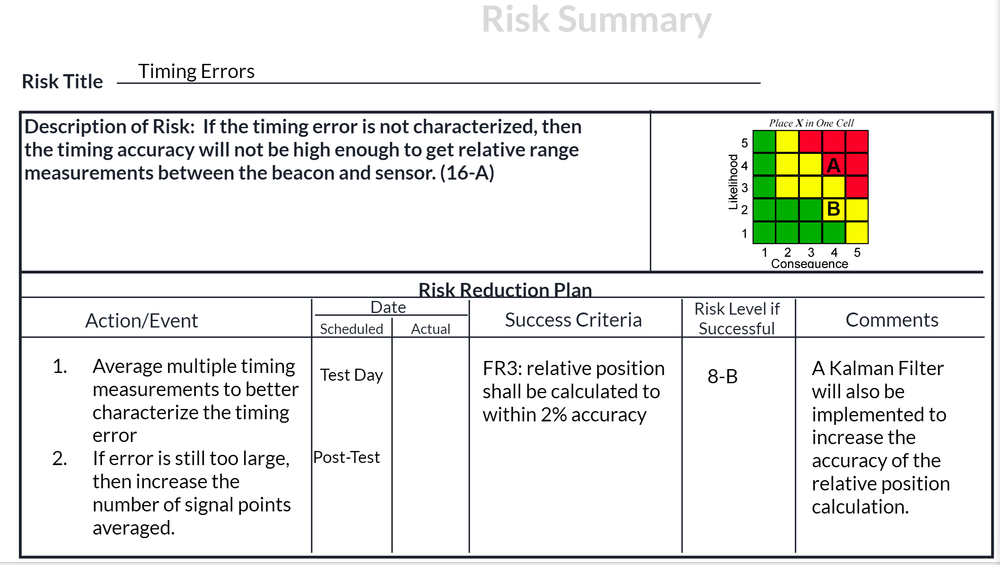 Risk Summary
Risk Title Timing Errors
Description of Risk: If the timing error is not characterized, then
the timing accuracy will not be high enough to get relative range
measurements between the beacon and sensor. (16-A)
Place X in One Cell
Likelihood
5
4 A
3
2 B
1
1 2 3 4 5
Consequence
Risk Reduction Plan
Action/Event
Date
Scheduled
Actual
Success Criteria
Risk Level if
Successful
Comments
1. Average multiple timing
measurements to better
characterize the timing
error
2. If error is still too large,
then increase the
number of signal points
averaged.
Test Day
Post-Test
FR3: relative position
shall be calculated to
within 2% accuracy
8-B
A Kalman Filter
will also be
implemented to
increase the
accuracy of the
relative position
calculation.